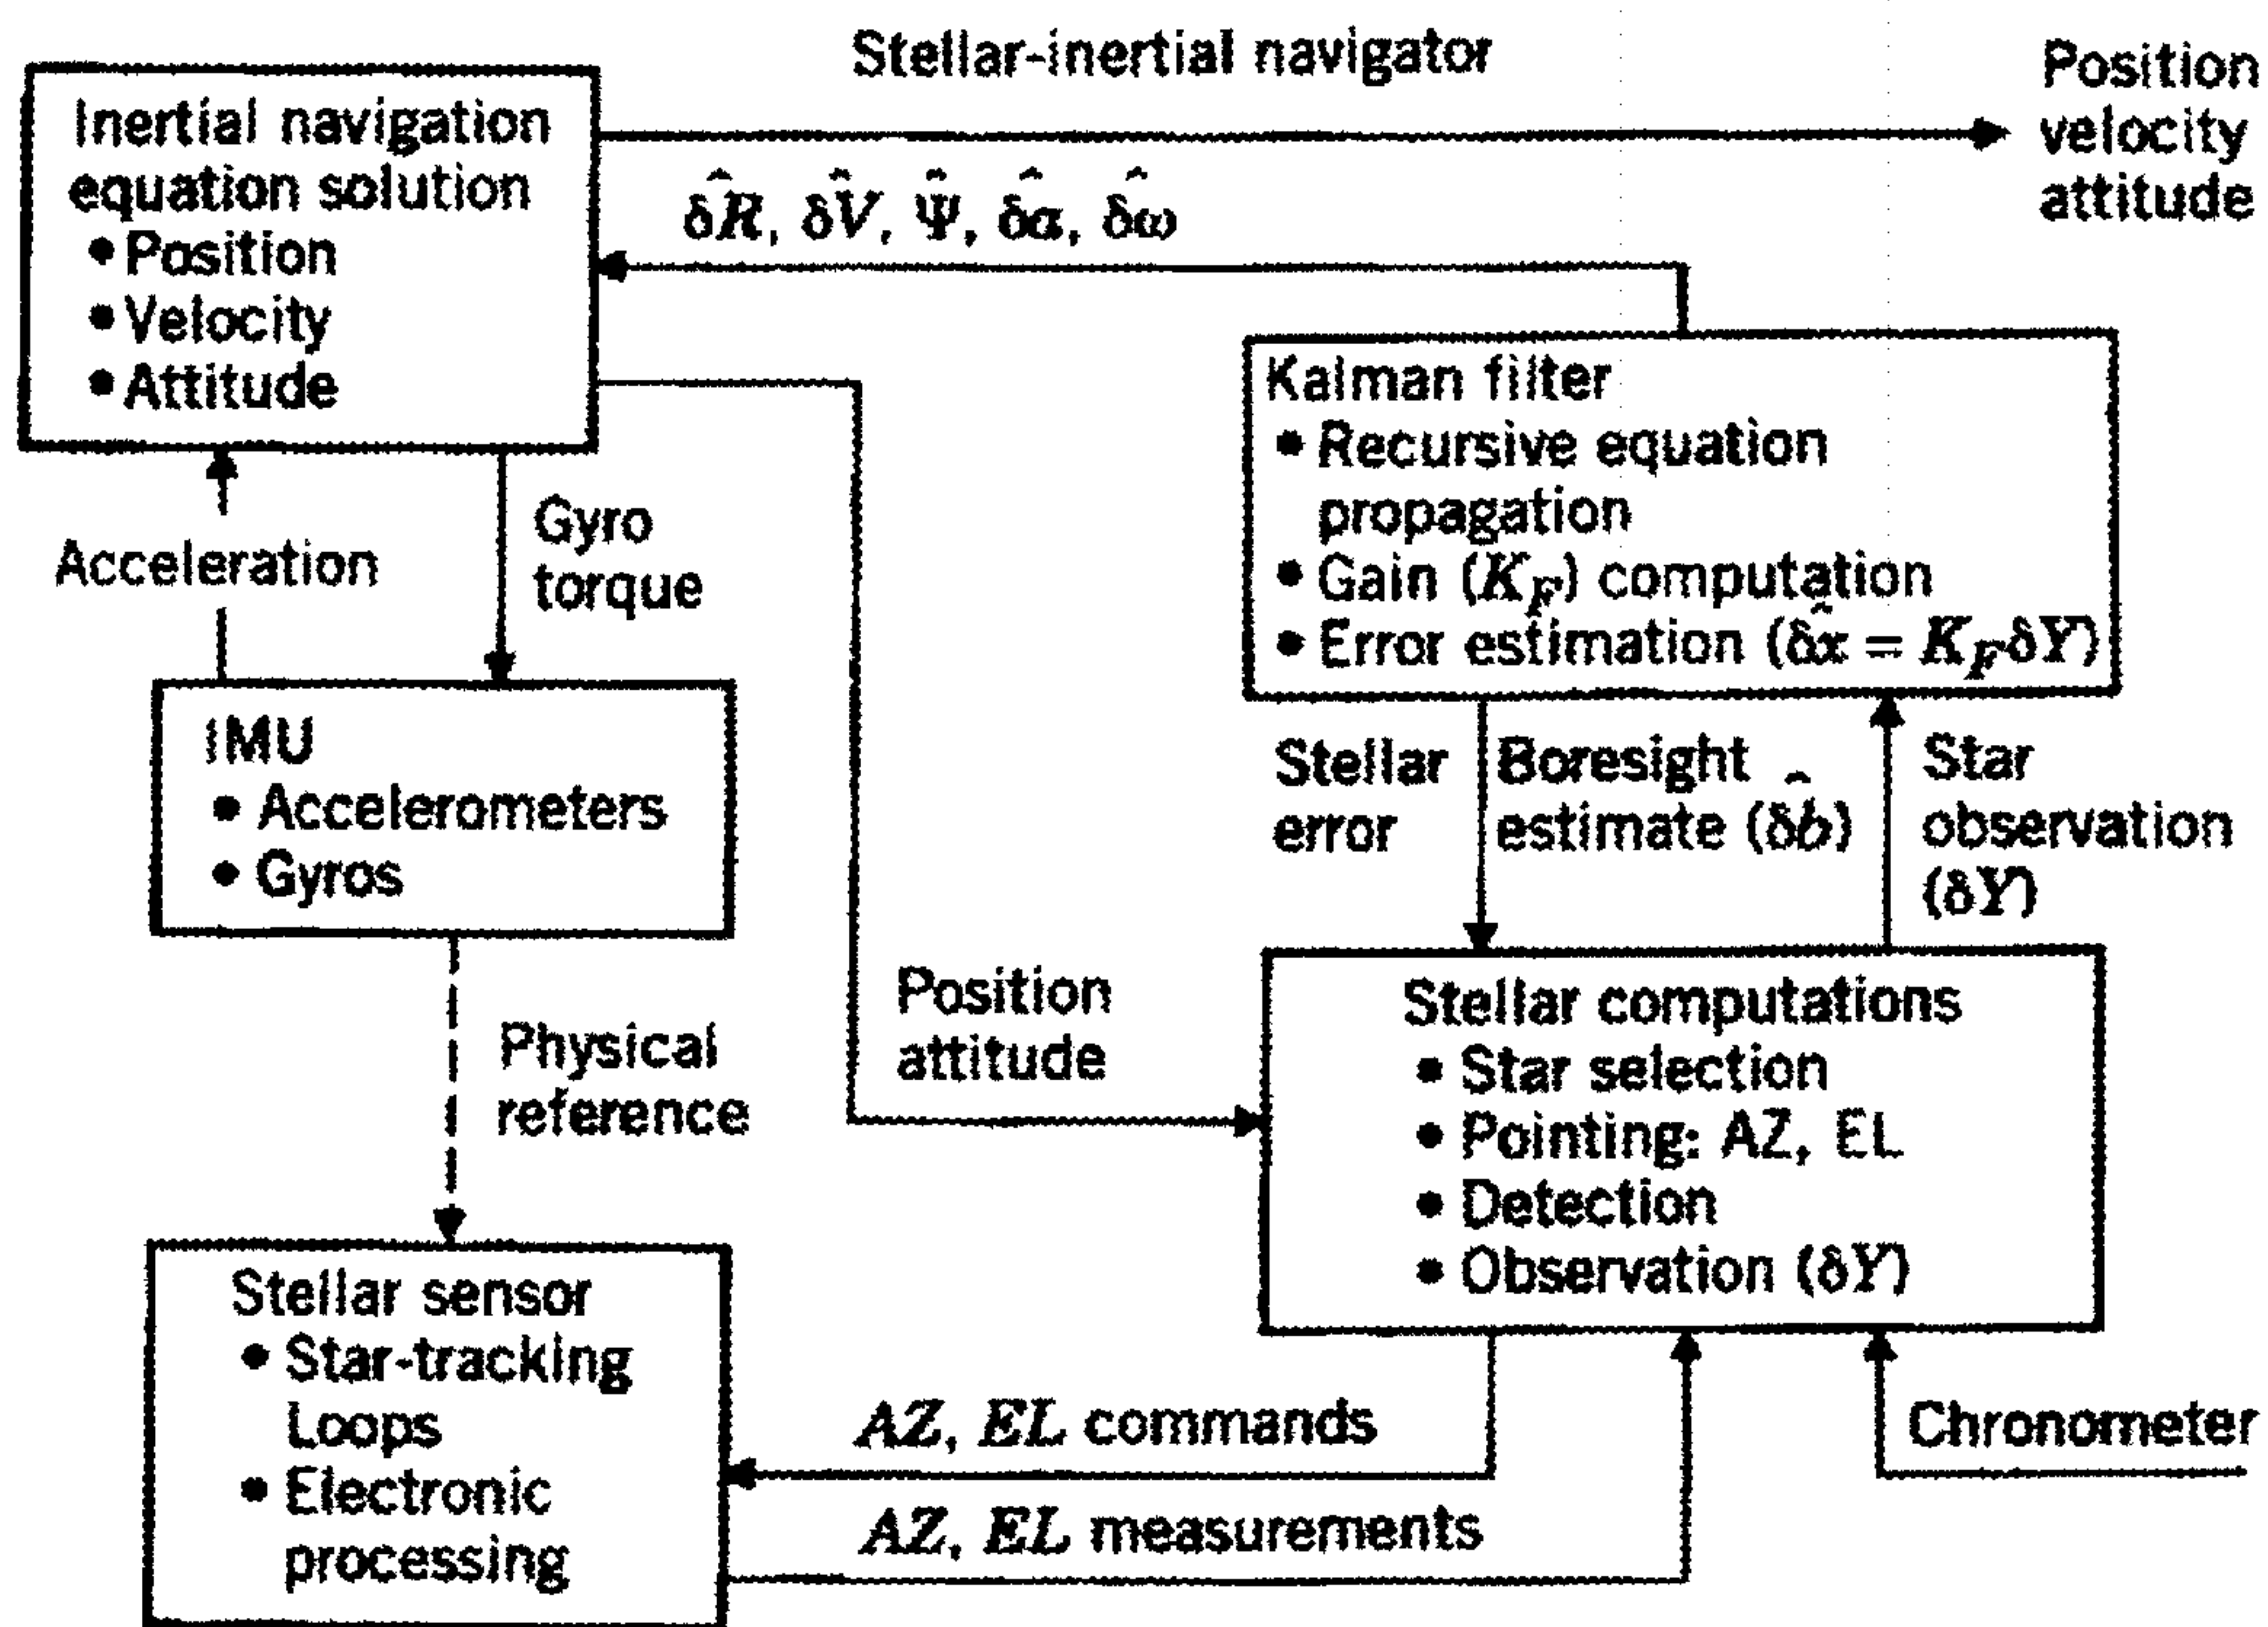 Stellar-inertial navigator
Position
velocity
attitude
Inertial navigation
equation solution
• Position
• Velocity
• Attitude
δR̂, δV̂, Ψ̂, δα̂, δω̂
Kalman filter
• Recursive equation
propagation
• Gain (K_F) computation
• Error estimation (δx̂ = K_FδY)
Acceleration
Gyro
torque
IMU
• Accelerometers
• Gyros
Stellar
error
Boresight
estimate (δb̂)
Star
observation
(δY)
Position
attitude
Physical
reference
Stellar computations
• Star selection
• Pointing: AZ, EL
• Detection
• Observation (δY)
Stellar sensor
• Star-tracking
Loops
• Electronic
processing
AZ, EL commands
AZ, EL measurements
Chronometer